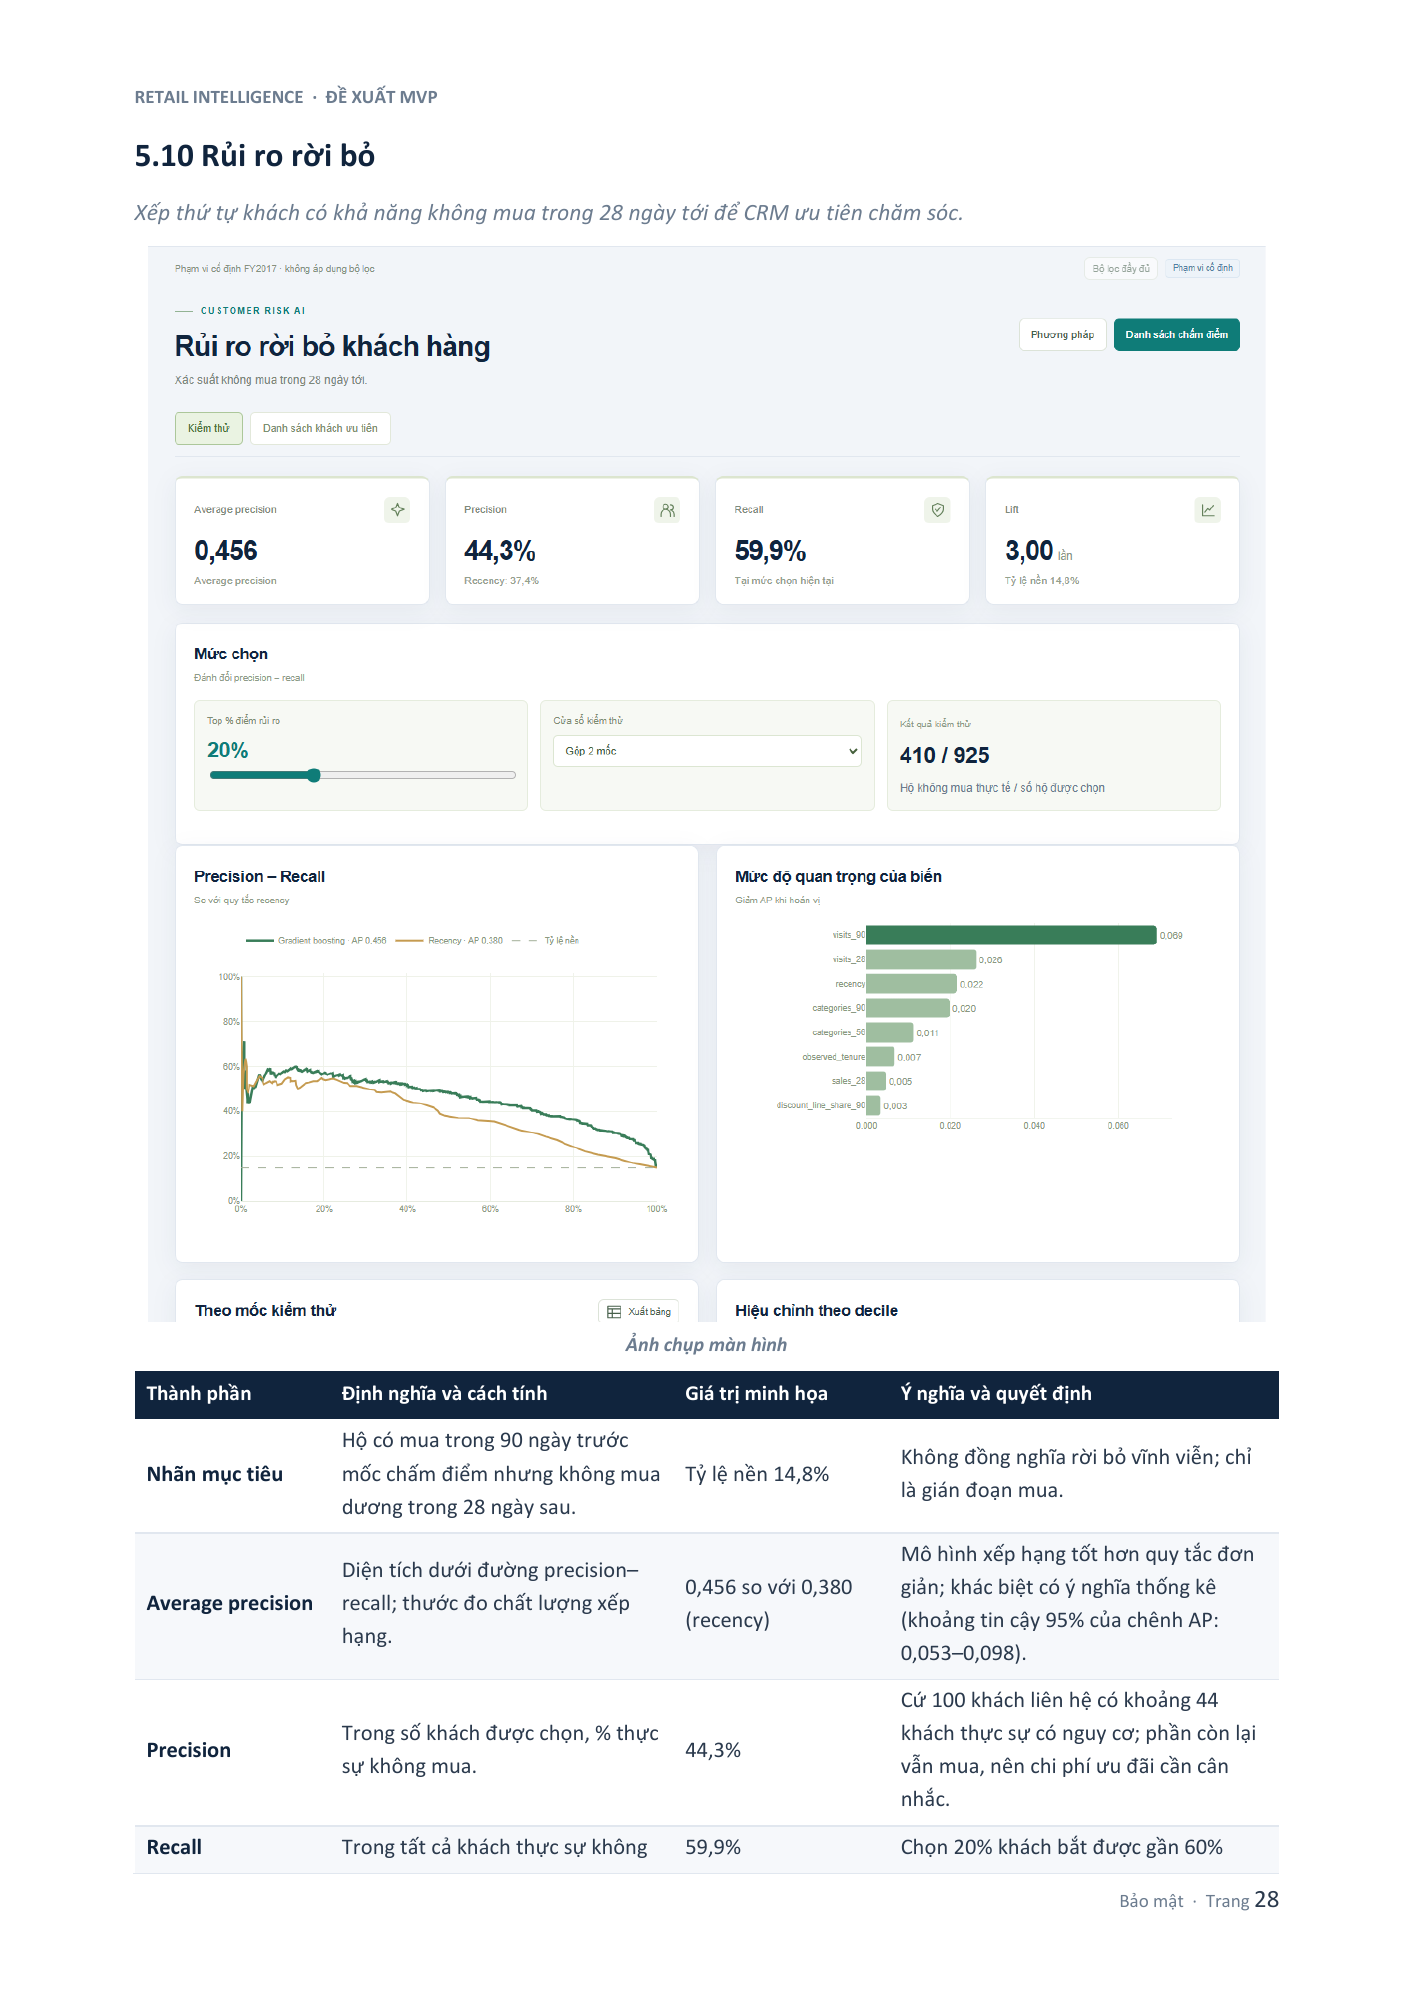 RETAIL INTELLIGENCE · ĐỀ XUẤT MVP
5.10 Rủi ro rời bỏ
Xếp thứ tự khách có khả năng không mua trong 28 ngày tới để CRM ưu tiên chăm sóc.
Phạm vi cố định FY2017 · không áp dụng bộ lọc
Bộ lọc đầy đủ
Phạm vi cố định
CUSTOMER RISK AI
Rủi ro rời bỏ khách hàng
Phương pháp
Danh sách chấm điểm
Xác suất không mua trong 28 ngày tới.
Kiểm thử
Danh sách khách ưu tiên
Average precision
0,456
Average precision
Precision
44,3%
Recency: 37,4%
Recall
59,9%
Tại mức chọn hiện tại
Lift
3,00 lần
Tỷ lệ nền 14,8%
Mức chọn
Đánh đổi precision – recall
Top % điểm rủi ro
20%
Cửa sổ kiểm thử
Gộp 2 mốc
Kết quả kiểm thử
410 / 925
Hộ không mua thực tế / số hộ được chọn
Precision – Recall
So với quy tắc recency
Gradient boosting · AP 0,456
Recency · AP 0,380
Tỷ lệ nền
100%
80%
60%
40%
20%
0%
0% 20% 40% 60% 80% 100%
Mức độ quan trọng của biến
Giảm AP khi hoán vị
visits_90 0,069
visits_28 0,026
recency 0,022
categories_90 0,020
categories_56 0,011
observed_tenure 0,007
sales_28 0,005
discount_line_share_90 0,003
0.000 0.020 0.040 0.060
Theo mốc kiểm thử
Xuất bảng
Hiệu chỉnh theo decile
Ảnh chụp màn hình
Thành phần Định nghĩa và cách tính Giá trị minh họa Ý nghĩa và quyết định
Nhãn mục tiêu
Hộ có mua trong 90 ngày trước
mốc chấm điểm nhưng không mua
dương trong 28 ngày sau.
Tỷ lệ nền 14,8%
Không đồng nghĩa rời bỏ vĩnh viễn; chỉ
là gián đoạn mua.
Average precision
Diện tích dưới đường precision–
recall; thước đo chất lượng xếp
hạng.
0,456 so với 0,380
(recency)
Mô hình xếp hạng tốt hơn quy tắc đơn
giản; khác biệt có ý nghĩa thống kê
(khoảng tin cậy 95% của chênh AP:
0,053–0,098).
Precision
Trong số khách được chọn, % thực
sự không mua.
44,3%
Cứ 100 khách liên hệ có khoảng 44
khách thực sự có nguy cơ; phần còn lại
vẫn mua, nên chi phí ưu đãi cần cân
nhắc.
Recall
Trong tất cả khách thực sự không
59,9%
Chọn 20% khách bắt được gần 60%
Bảo mật · Trang 28